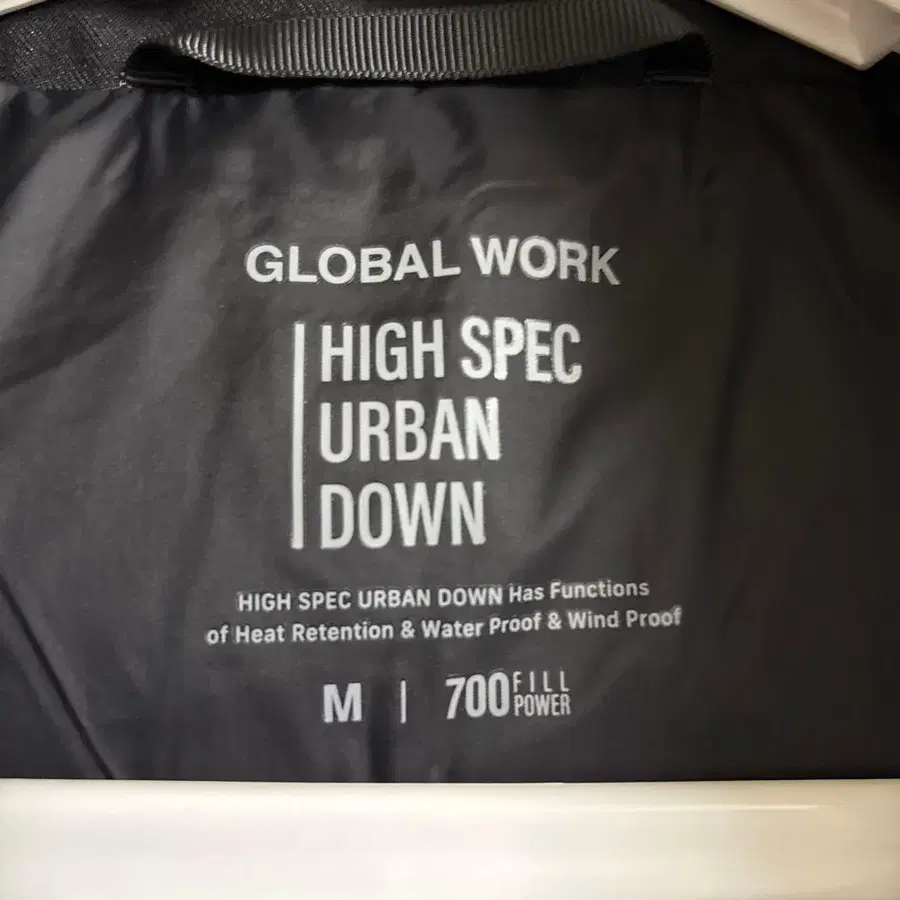 GLOBAL WORK
HIGH SPEC
URBAN
DOWN
HIGH SPEC URBAN DOWN Has Functions
of Heat Retention & Water Proof & Wind Proof
M | 700 FILL POWER